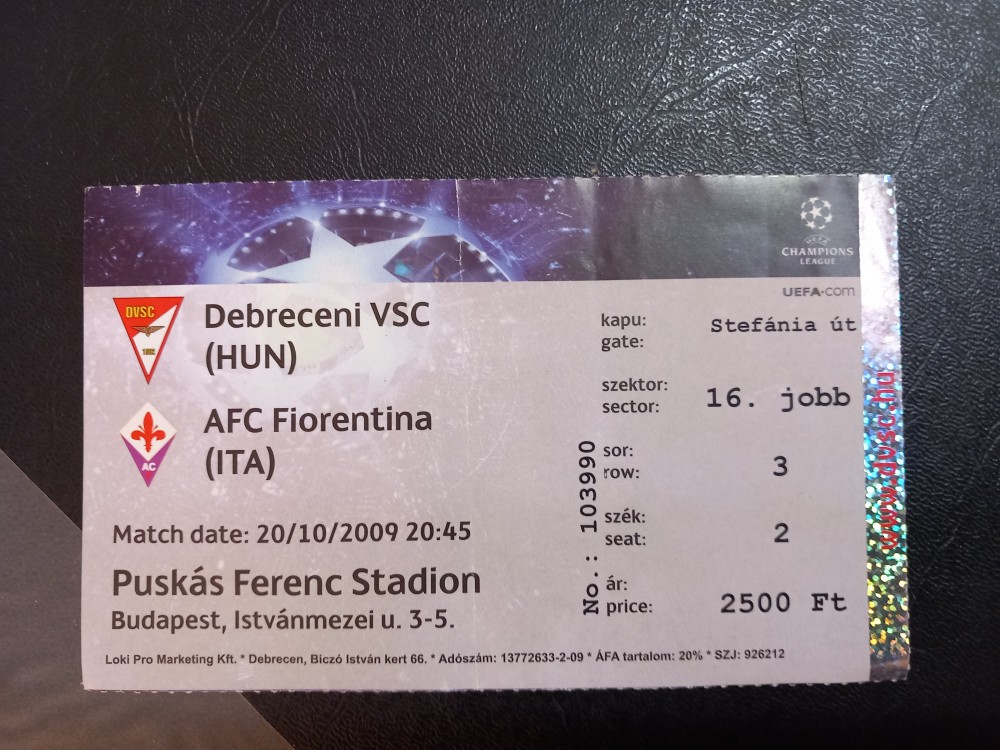 UEFA
CHAMPIONS
LEAGUE
UEFA.com
DVSC
1902
Debreceni VSC
(HUN)
AC
AFC Fiorentina
(ITA)
Match date: 20/10/2009 20:45
Puskás Ferenc Stadion
Budapest, Istvánmezei u. 3-5.
No.: 103990
kapu:
gate:
Stefánia út
szektor:
sector:
16. jobb
sor:
row:
3
szék:
seat:
2
ár:
price:
2500 Ft
Loki Pro Marketing Kft. * Debrecen, Biczó István kert 66. * Adószám: 13772633-2-09 * ÁFA tartalom: 20% * SZJ: 926212
www.dvsc.hu